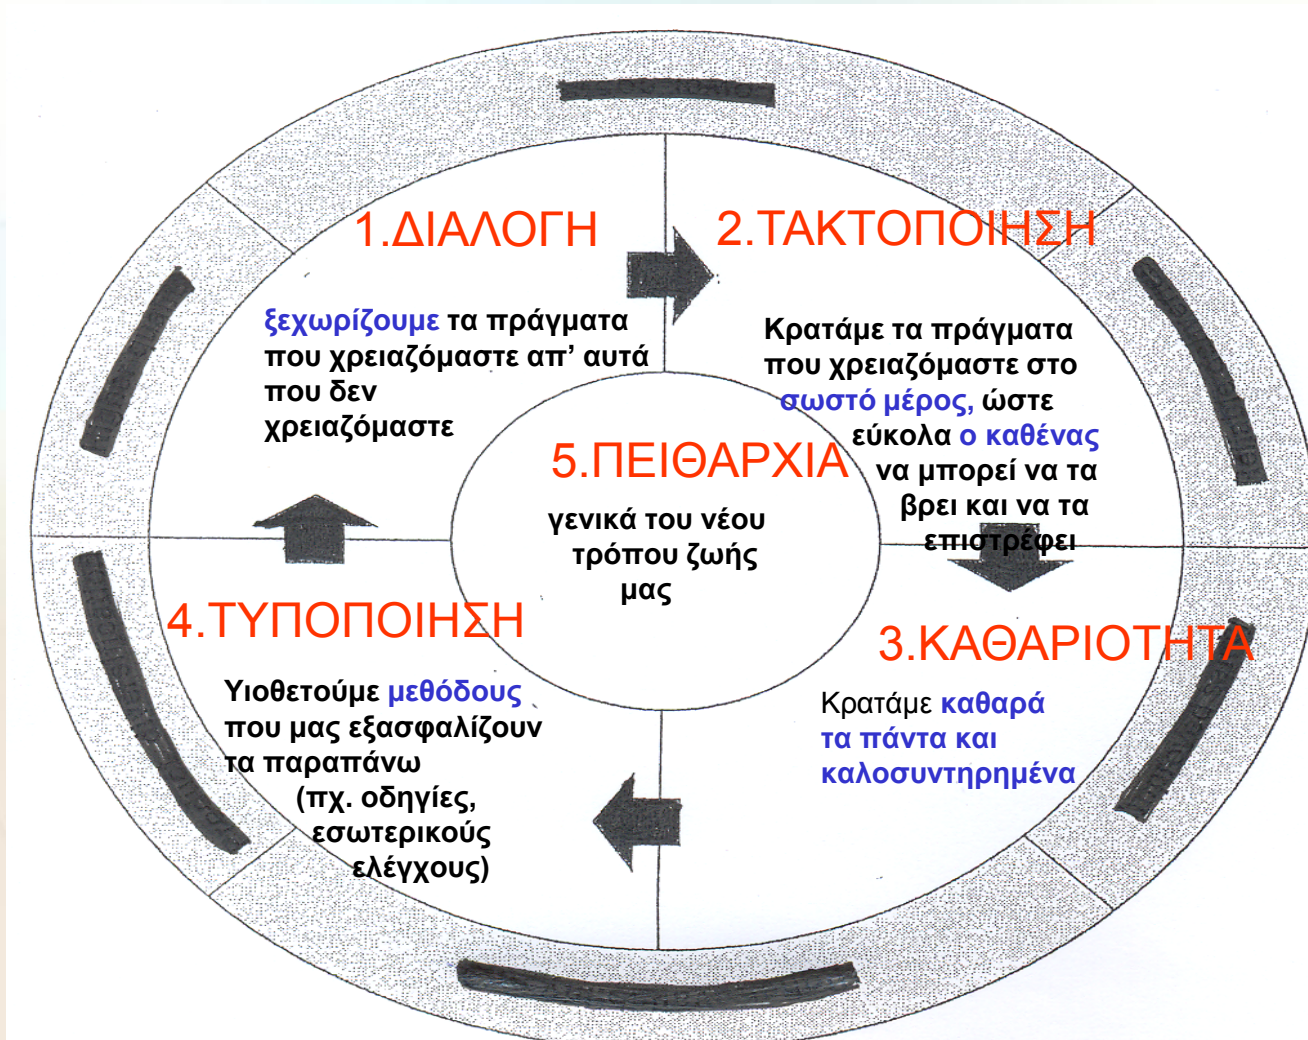 1.ΔΙΑΛΟΓΗ
ξεχωρίζουμε τα πράγματα
που χρειαζόμαστε απ’ αυτά
που δεν
χρειαζόμαστε
2.ΤΑΚΤΟΠΟΙΗΣΗ
Κρατάμε τα πράγματα
που χρειαζόμαστε στο
σωστό μέρος, ώστε
εύκολα ο καθένας
να μπορεί να τα
βρει και να τα
επιστρέφει
3.ΚΑΘΑΡΙΟΤΗΤΑ
Κρατάμε καθαρά
τα πάντα και
καλοσυντηρημένα
4.ΤΥΠΟΠΟΙΗΣΗ
Υιοθετούμε μεθόδους
που μας εξασφαλίζουν
τα παραπάνω
(πχ. οδηγίες,
εσωτερικούς
ελέγχους)
5.ΠΕΙΘΑΡΧΙΑ
γενικά του νέου
τρόπου ζωής
μας